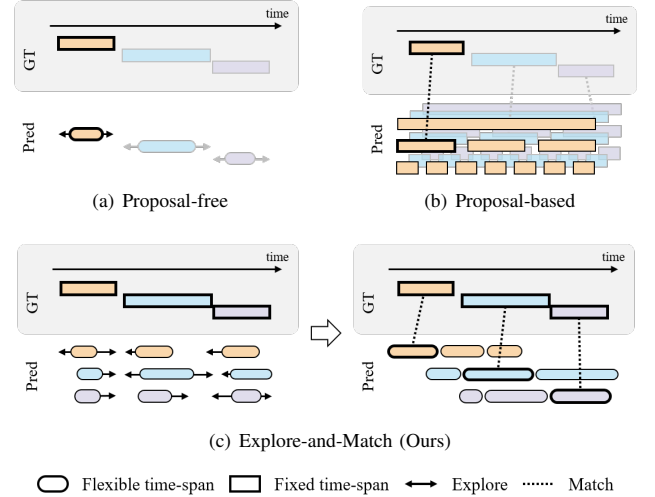 time
GT
Pred
(a) Proposal-free
time
GT
Pred
(b) Proposal-based
time
GT
Pred
time
GT
Pred
(c) Explore-and-Match (Ours)
Flexible time-span Fixed time-span Explore Match